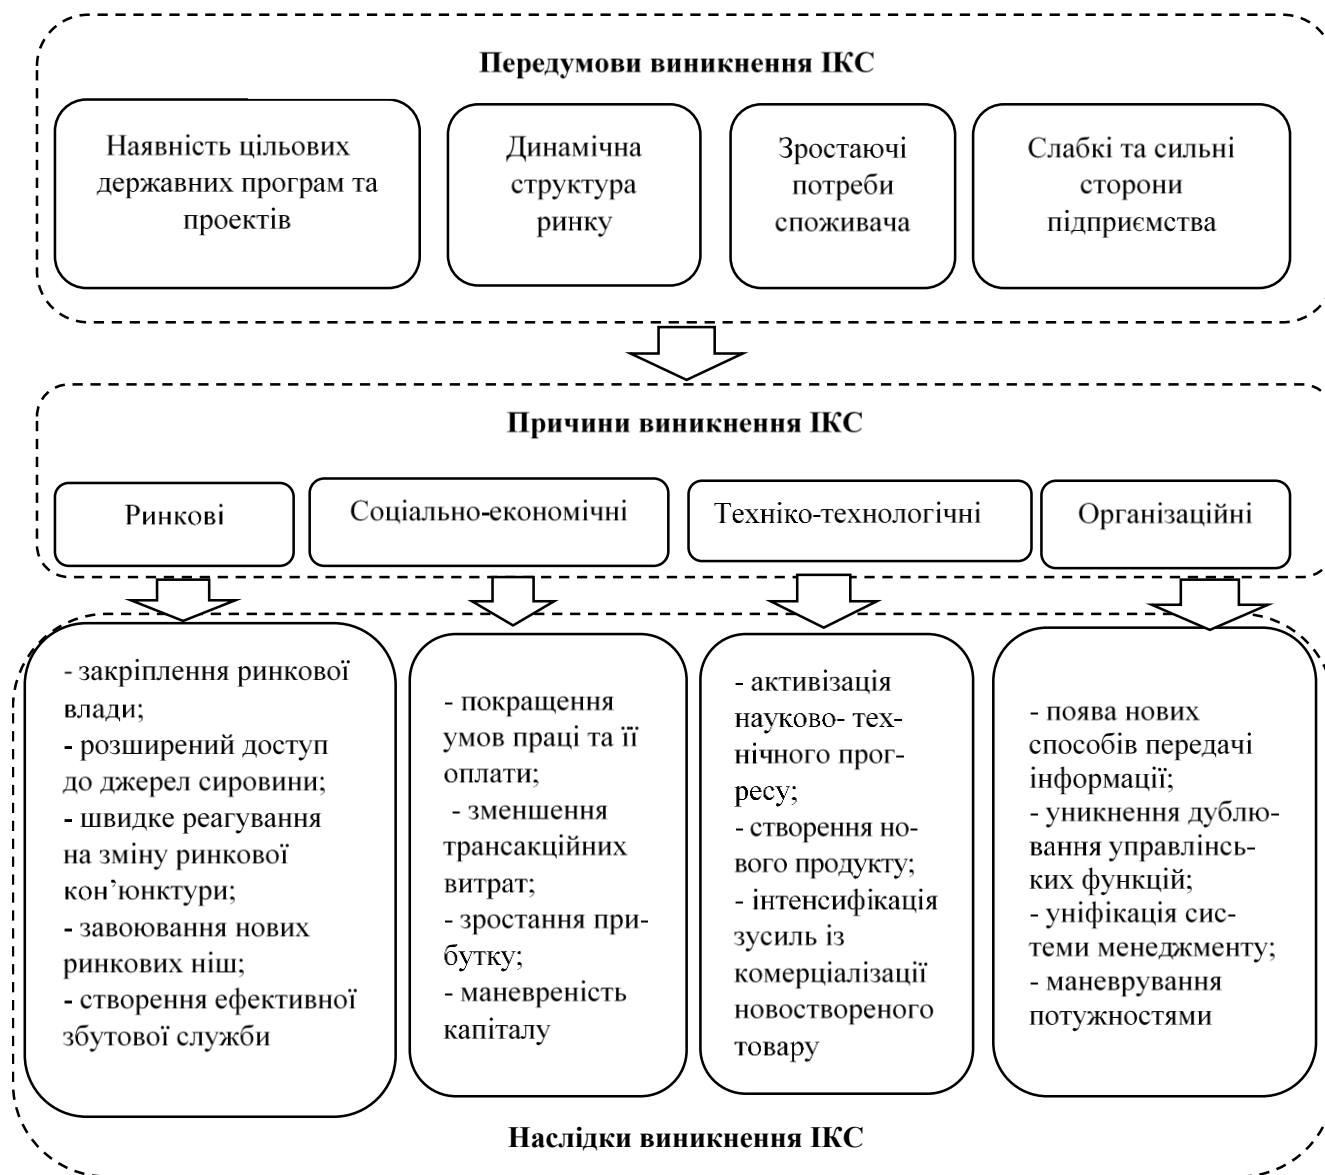 Передумови виникнення ІКС
Наявність цільових
державних програм та
проектів
Динамічна
структура
ринку
Зростаючі
потреби
споживача
Слабкі та сильні
сторони
підприємства
Причини виникнення ІКС
Ринкові
Соціально-економічні
Техніко-технологічні
Організаційні
- закріплення ринкової
влади;
- розширений доступ
до джерел сировини;
- швидке реагування
на зміну ринкової
кон’юнктури;
- завоювання нових
ринкових ніш;
- створення ефективної
збутової служби
- покращення
умов праці та її
оплати;
- зменшення
трансакційних
витрат;
- зростання при-
бутку;
- маневреність
капіталу
- активізація
науково- тех-
нічного прог-
ресу;
- створення но-
вого продукту;
- інтенсифікація
зусиль із
комерціалізації
новоствореного
товару
- поява нових
способів передачі
інформації;
- уникнення дублю-
вання управлінсь-
ких функцій;
- уніфікація сис-
теми менеджменту;
- маневрування
потужностями
Наслідки виникнення ІКС